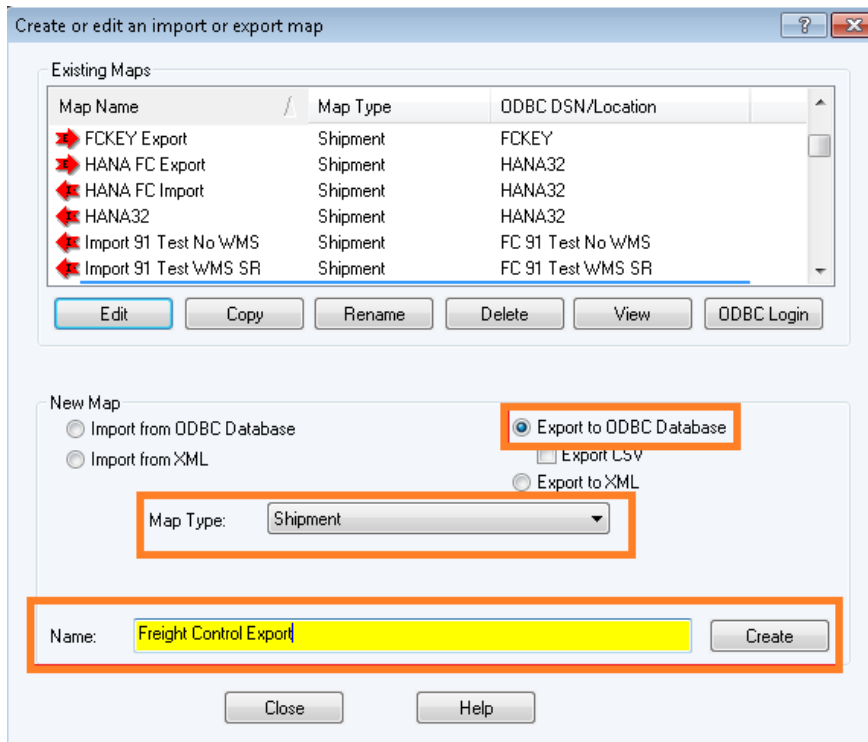 Create or edit an import or export map
Existing Maps
Map Name Map Type ODBC DSN/Location
FCKEY Export Shipment FCKEY
HANA FC Export Shipment HANA32
HANA FC Import Shipment HANA32
HANA32 Shipment HANA32
Import 91 Test No WMS Shipment FC 91 Test No WMS
Import 91 Test WMS SR Shipment FC 91 Test WMS SR
Edit Copy Rename Delete View ODBC Login
New Map
Import from ODBC Database Export to ODBC Database
Export CSV
Import from XML
Export to XML
Map Type: Shipment
Name: Freight Control Export Create
Close Help